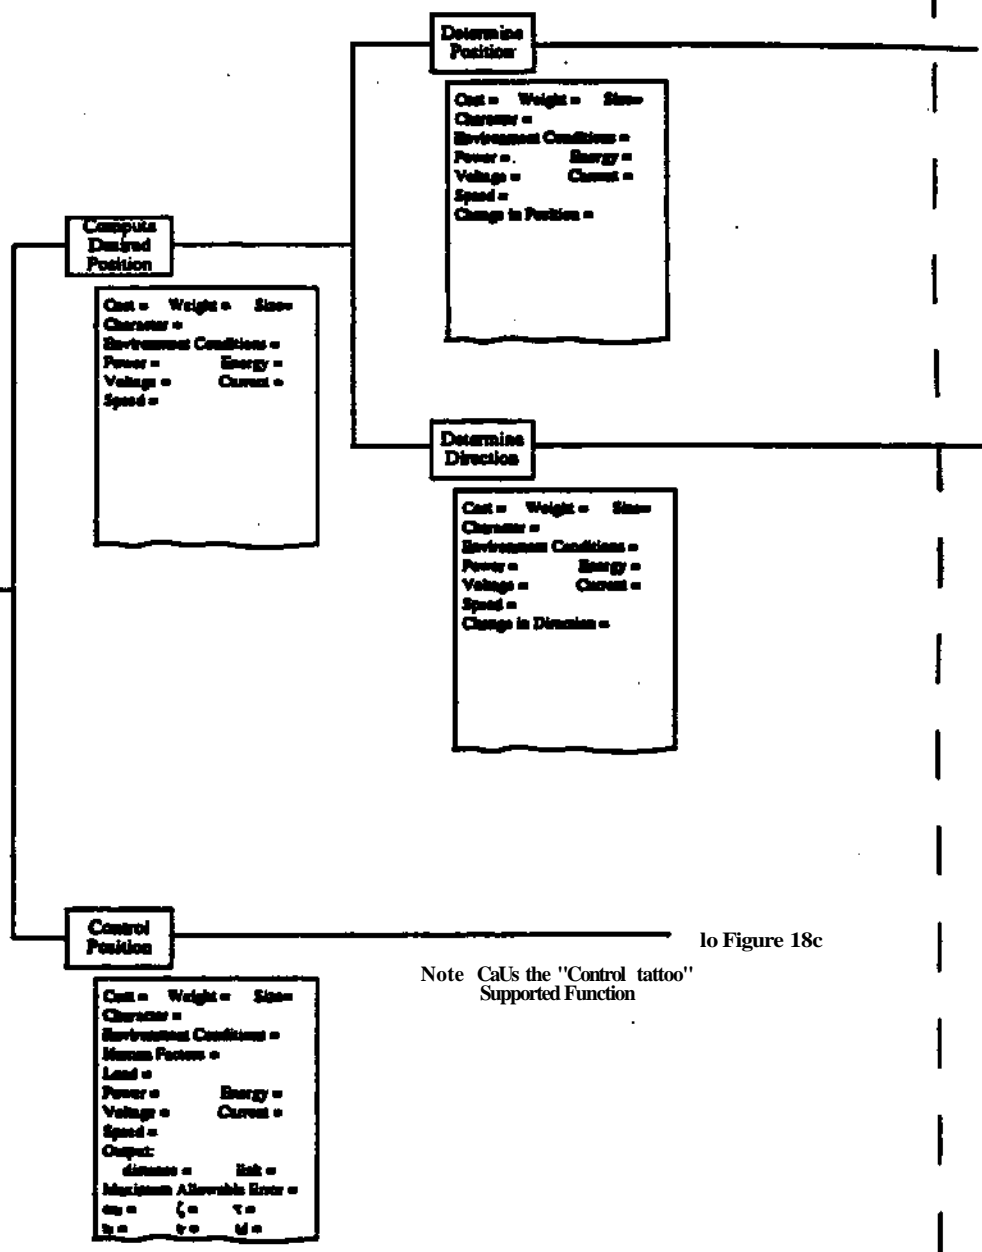 Determine
Position
Cost = Weight = Size=
Character =
Environment Conditions =
Power = . Energy =
Voltage = Current =
Speed =
Change in Position =
Compute
Desired
Position
Cost = Weight = Size=
Character =
Environment Conditions =
Power = Energy =
Voltage = Current =
Speed =
Determine
Direction
Cost = Weight = Size=
Character =
Environment Conditions =
Power = Energy =
Voltage = Current =
Speed =
Change in Direction =
Control
Position
lo Figure 18c
Note CaUs the "Control tattoo"
Supported Function
Cost = Weight = Size=
Character =
Environment Conditions =
Human Factors =
Load =
Power = Energy =
Voltage = Current =
Speed =
Output:
distance = link =
Maximum Allowable Error =
ζ = τ =
tr = td =